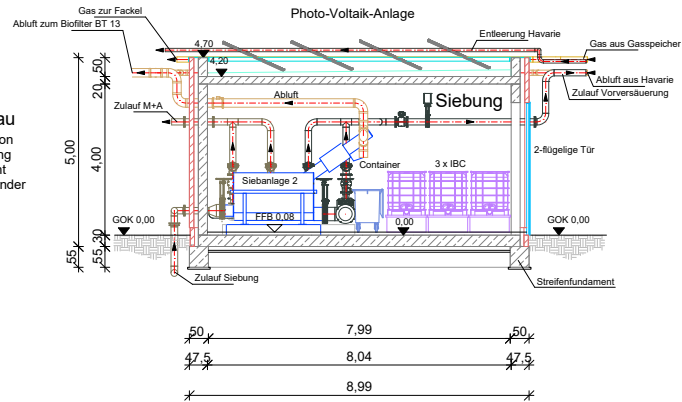 Gas zur Fackel
Photo-Voltaik-Anlage
Abluft zum Biofilter BT 13
Entleerung Havarie
4,70
Gas aus Gasspeicher
4,20
50
20
Abluft aus Havarie
Zulauf Vorversäuerung
Abluft
Siebung
Zulauf M+A
au
on
ng
nt
nder
5,00
4,00
2-flügelige Tür
Container
3 x IBC
Siebanlage 2
GOK 0,00
FFB 0,08
0,00
GOK 0,00
30
55
55
Zulauf Siebung
Streifenfundament
50
7,99
50
47,5
8,04
47,5
8,99